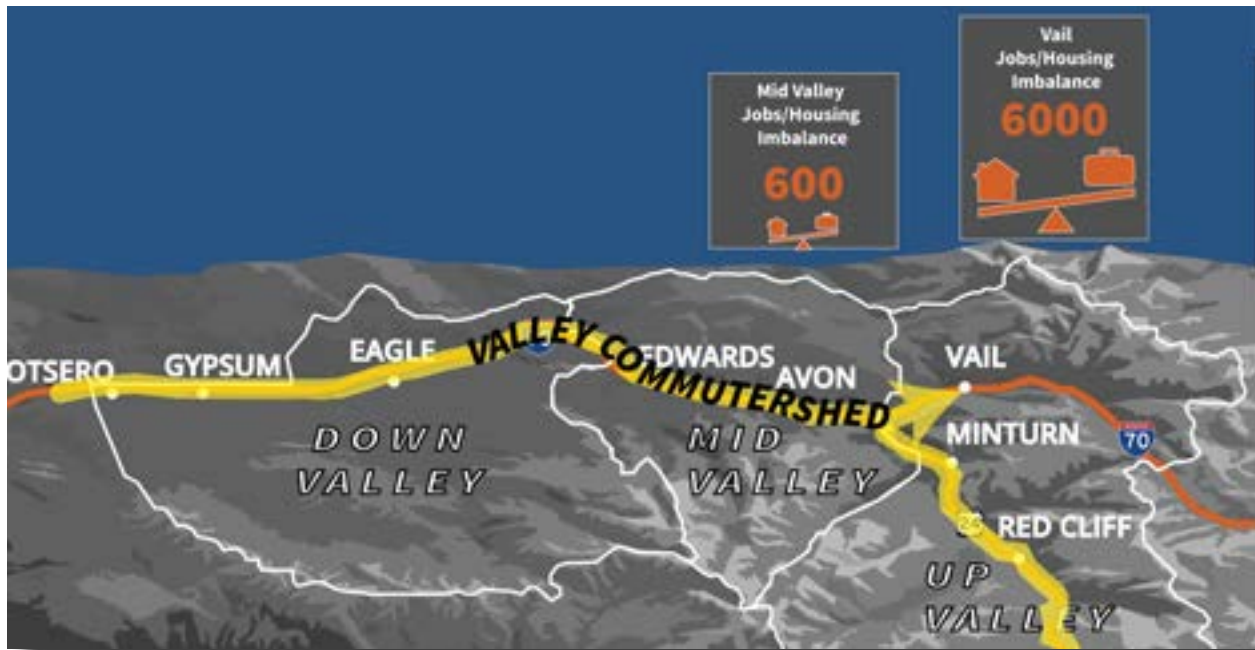 Vail
Jobs/Housing
Imbalance
6000
Mid Valley
Jobs/Housing
Imbalance
600
OTSERO
GYPSUM
EAGLE
VALLEY COMMUTERSHED
EDWARDS
AVON
VAIL
MINTURN
70
DOWN
VALLEY
MID
VALLEY
24
RED CLIFF
UP
VALLEY